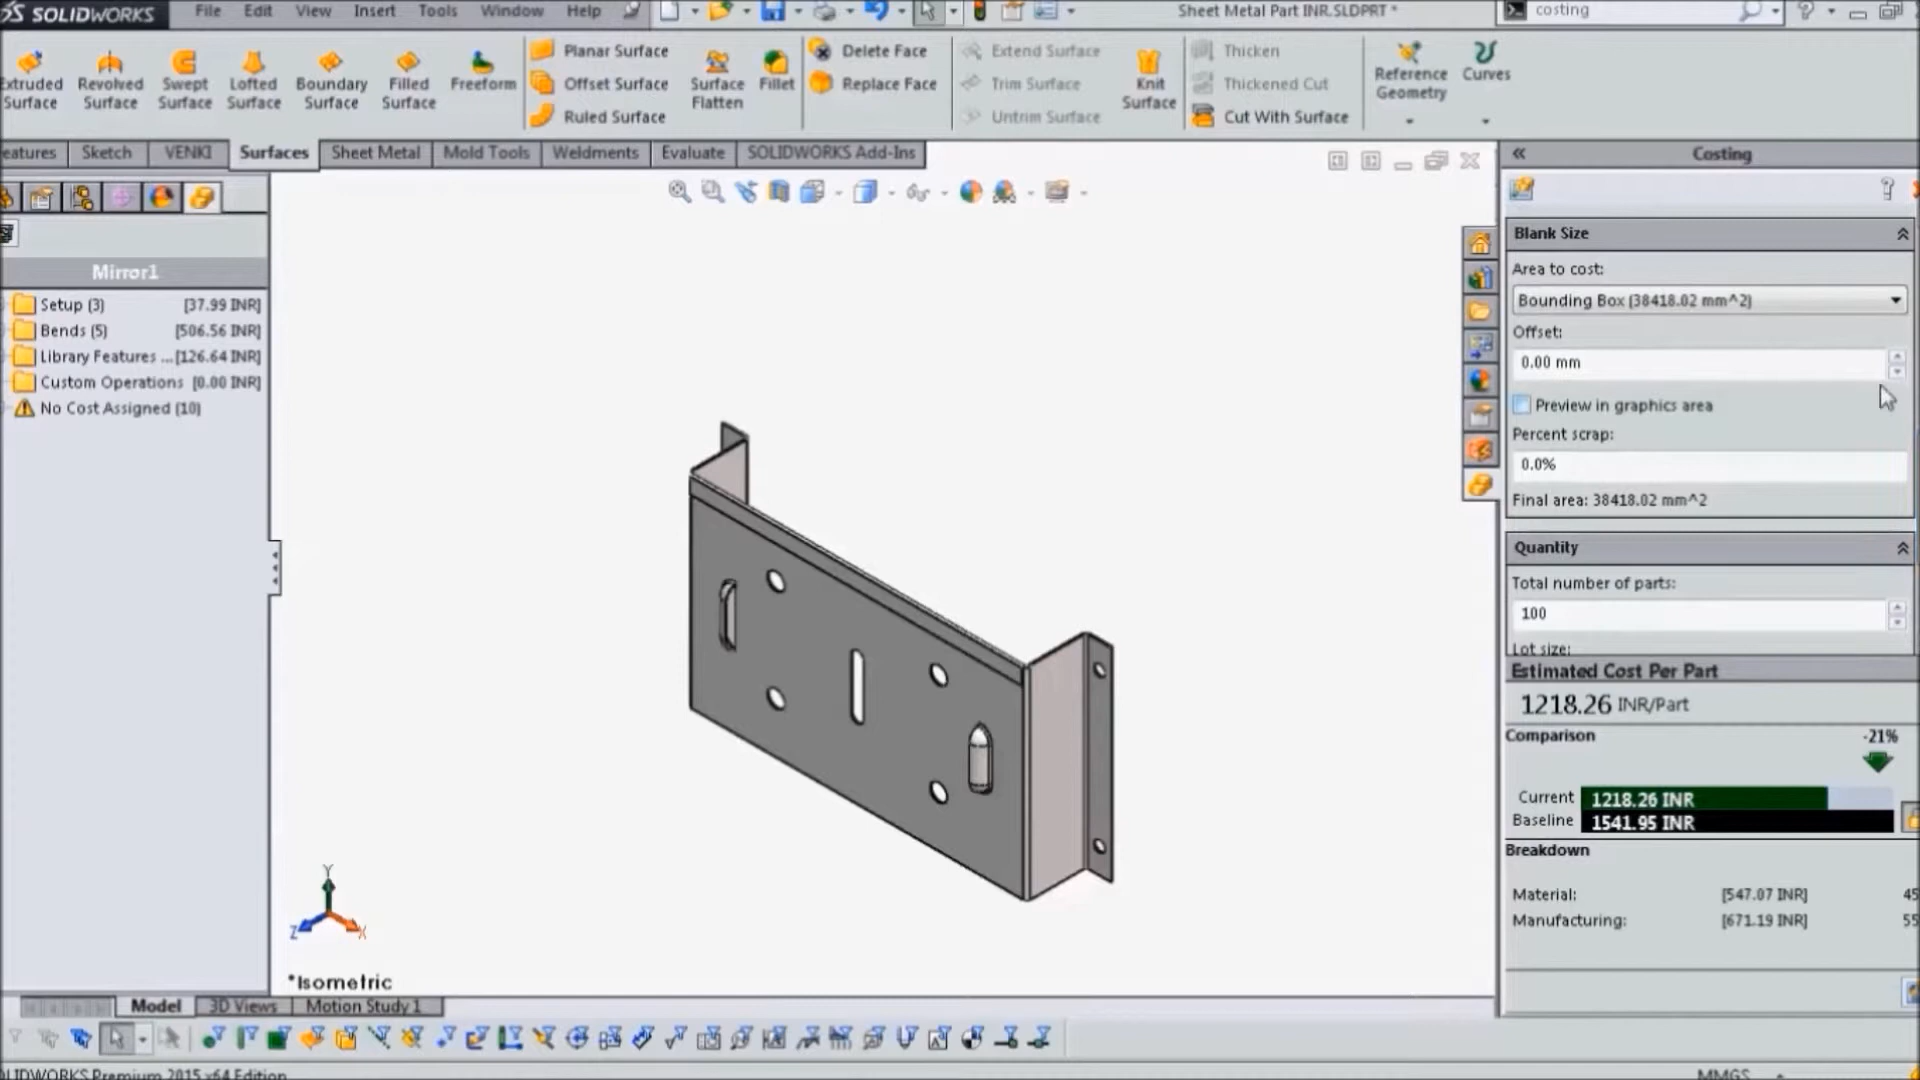 SOLIDWORKS File Edit View Insert Tools Window Help Sheet Metal Part INR.SLDPRT * costing
Extruded Surface
Revolved Surface
Swept Surface
Lofted Surface
Boundary Surface
Filled Surface
Freeform
Planar Surface
Offset Surface
Ruled Surface
Surface Flatten
Fillet
Delete Face
Replace Face
Extend Surface
Trim Surface
Untrim Surface
Knit Surface
Thicken
Thickened Cut
Cut With Surface
Reference Geometry
Curves
eatures Sketch VENKI Surfaces Sheet Metal Mold Tools Weldments Evaluate SOLIDWORKS Add-Ins
Mirror1
Setup (3) [37.99 INR]
Bends (5) [506.56 INR]
Library Features ... [126.64 INR]
Custom Operations [0.00 INR]
No Cost Assigned (10)
Y
Z X
*Isometric
Costing
Blank Size
Area to cost:
Bounding Box (38418.02 mm^2)
Offset:
0.00 mm
Preview in graphics area
Percent scrap:
0.0%
Final area: 38418.02 mm^2
Quantity
Total number of parts:
100
Lot size:
Estimated Cost Per Part
1218.26 INR/Part
Comparison -21%
Current 1218.26 INR
Baseline 1541.95 INR
Breakdown
Material: [547.07 INR] 45
Manufacturing: [671.19 INR] 55
Model 3D Views Motion Study 1
OLIDWORKS Premium 2015 x64 Edition MMGS